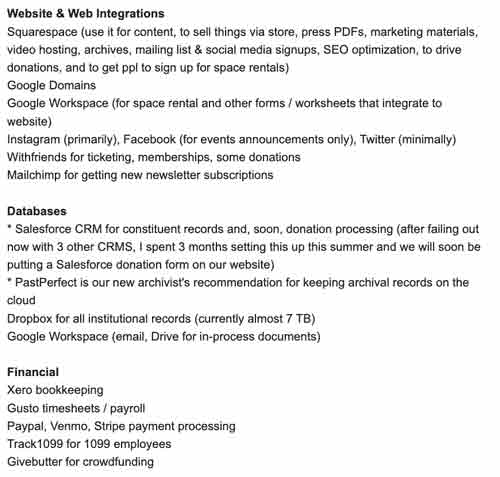 Website & Web Integrations
Squarespace (use it for content, to sell things via store, press PDFs, marketing materials,
video hosting, archives, mailing list & social media signups, SEO optimization, to drive
donations, and to get ppl to sign up for space rentals)
Google Domains
Google Workspace (for space rental and other forms / worksheets that integrate to
website)
Instagram (primarily), Facebook (for events announcements only), Twitter (minimally)
Withfriends for ticketing, memberships, some donations
Mailchimp for getting new newsletter subscriptions
Databases
* Salesforce CRM for constituent records and, soon, donation processing (after failing out
now with 3 other CRMS, I spent 3 months setting this up this summer and we will soon be
putting a Salesforce donation form on our website)
* PastPerfect is our new archivist's recommendation for keeping archival records on the
cloud
Dropbox for all institutional records (currently almost 7 TB)
Google Workspace (email, Drive for in-process documents)
Financial
Xero bookkeeping
Gusto timesheets / payroll
Paypal, Venmo, Stripe payment processing
Track1099 for 1099 employees
Givebutter for crowdfunding